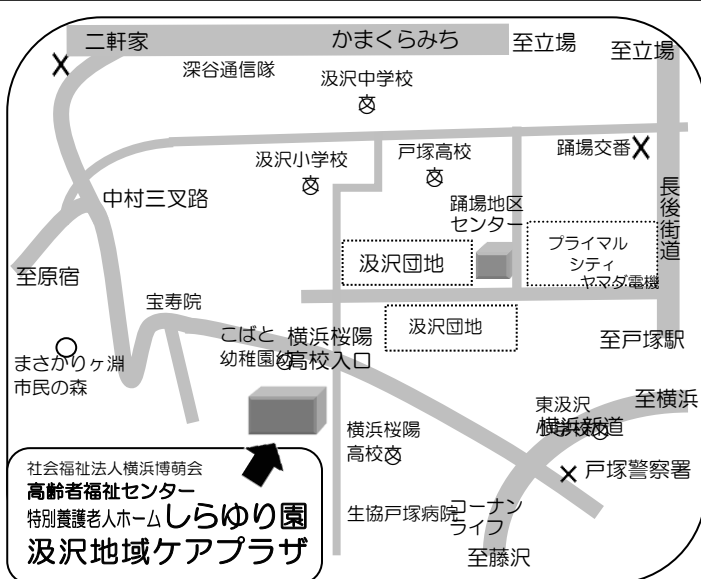 二軒家
かまくらみち
至立場
至立場
深谷通信隊
汲沢中学校
文
汲沢小学校
文
戸塚高校
文
踊場交番
中村三叉路
踊場地区
センター
長後街道
汲沢団地
プライマル
シティ
ヤマダ電機
至原宿
宝寿院
汲沢団地
こばと
幼稚園
幼
横浜桜陽
高校入口
至戸塚駅
まさかりヶ淵
市民の森
東汲沢
横浜新道
至横浜
横浜桜陽
高校
文
戸塚警察署
社会福祉法人横浜博萌会
高齢者福祉センター
特別養護老人ホームしらゆり園
汲沢地域ケアプラザ
生協戸塚病院
コーナン
ライフ
至藤沢